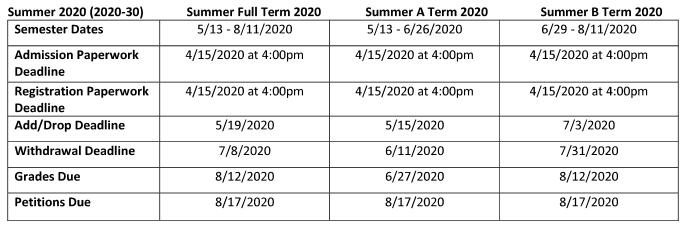 Summer 2020 (2020-30) Summer Full Term 2020 Summer A Term 2020 Summer B Term 2020
Semester Dates 5/13 - 8/11/2020 5/13 - 6/26/2020 6/29 - 8/11/2020
Admission Paperwork 4/15/2020 at 4:00pm 4/15/2020 at 4:00pm 4/15/2020 at 4:00pm
Deadline
Registration Paperwork 4/15/2020 at 4:00pm 4/15/2020 at 4:00pm 4/15/2020 at 4:00pm
Deadline
Add/Drop Deadline 5/19/2020 5/15/2020 7/3/2020
Withdrawal Deadline 7/8/2020 6/11/2020 7/31/2020
Grades Due 8/12/2020 6/27/2020 8/12/2020
Petitions Due 8/17/2020 8/17/2020 8/17/2020